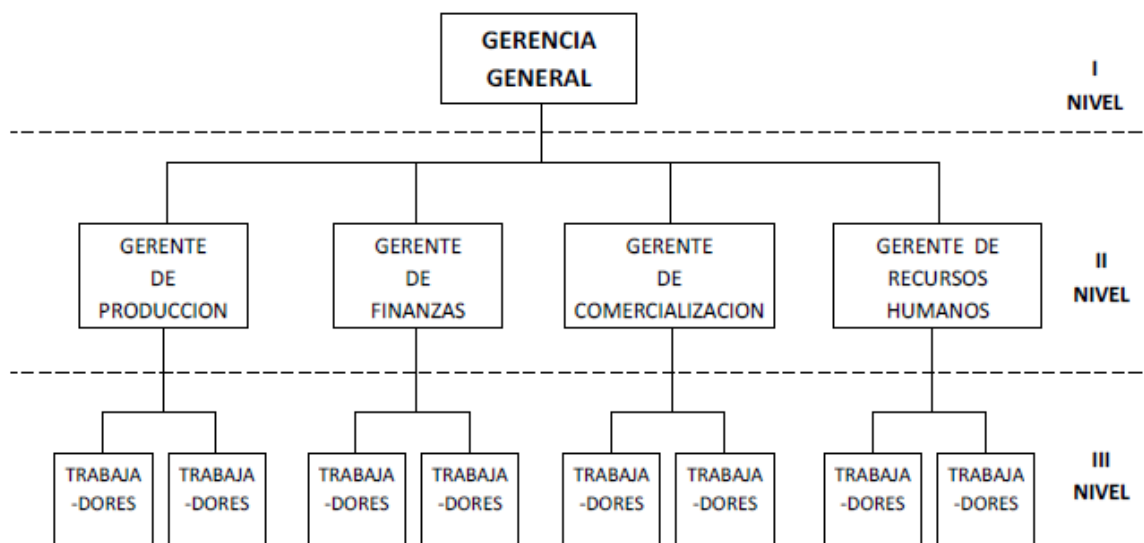 GERENCIA
GENERAL
I
NIVEL
GERENTE
DE
PRODUCCION
GERENTE
DE
FINANZAS
GERENTE
DE
COMERCIALIZACION
GERENTE DE
RECURSOS
HUMANOS
II
NIVEL
TRABAJA
-DORES
TRABAJA
-DORES
TRABAJA
-DORES
TRABAJA
-DORES
TRABAJA
-DORES
TRABAJA
-DORES
TRABAJA
-DORES
TRABAJA
-DORES
III
NIVEL